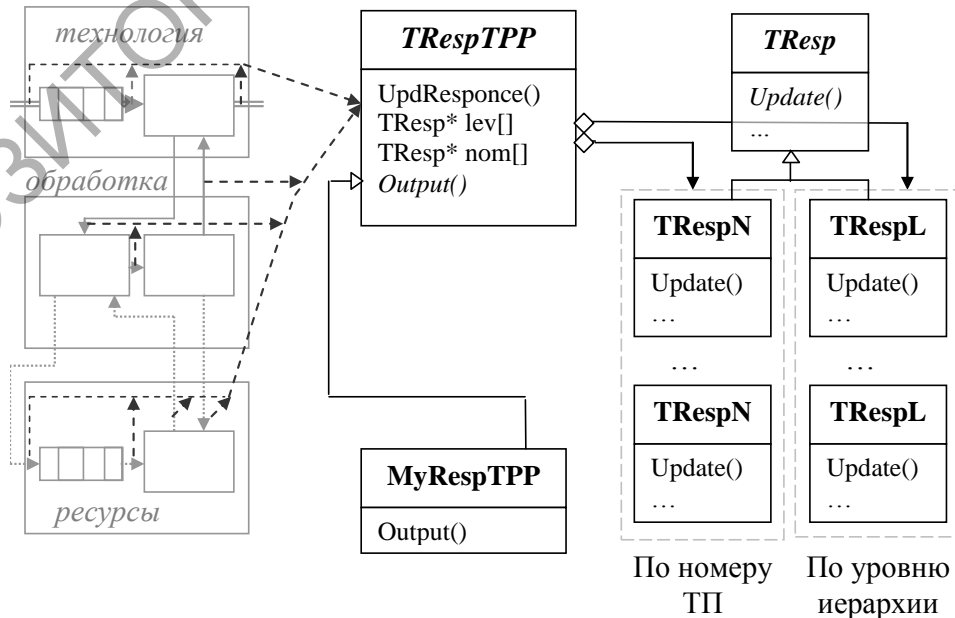 технология
обработка
ресурсы
TRespTPP
UpdResponce()
TResp* lev[]
TResp* nom[]
Output()
MyRespTPP
Output()
TResp
Update()
...
TRespN
Update()
...
...
TRespN
Update()
...
По номеру
ТП
TRespL
Update()
...
...
TRespL
Update()
...
По уровню
иерархии